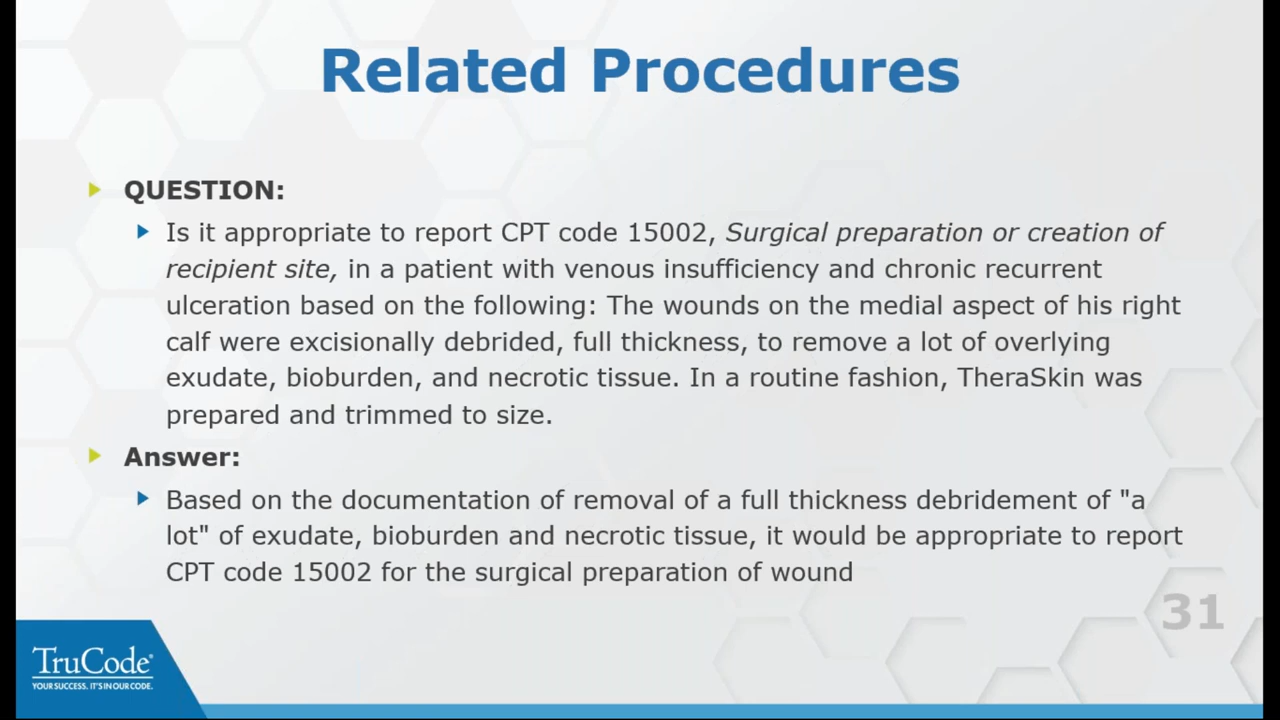 Related Procedures
QUESTION:
Is it appropriate to report CPT code 15002, Surgical preparation or creation of
recipient site, in a patient with venous insufficiency and chronic recurrent
ulceration based on the following: The wounds on the medial aspect of his right
calf were excisionally debrided, full thickness, to remove a lot of overlying
exudate, bioburden, and necrotic tissue. In a routine fashion, TheraSkin was
prepared and trimmed to size.
Answer:
Based on the documentation of removal of a full thickness debridement of "a
lot" of exudate, bioburden and necrotic tissue, it would be appropriate to report
CPT code 15002 for the surgical preparation of wound
31
TruCode®
YOUR SUCCESS. IT'S IN OUR CODE.